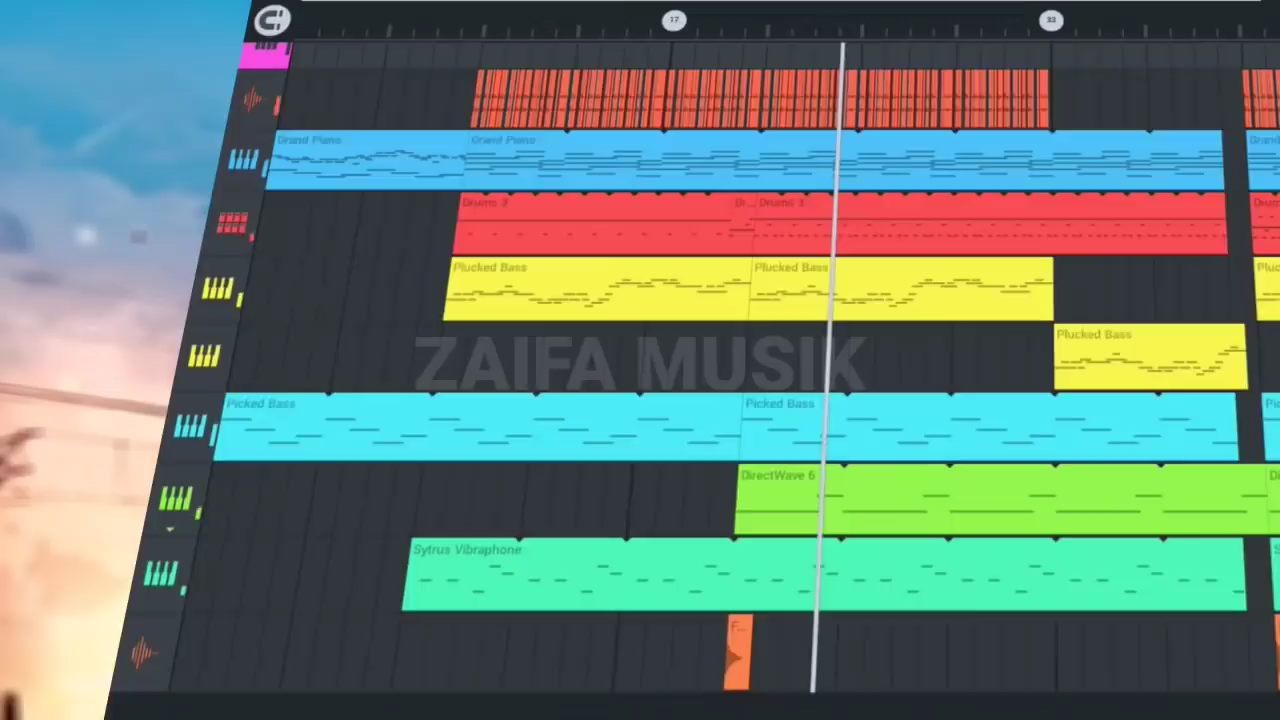 17
33
Grand Piano
Grand Piano
Drums 3
Br...
Drums 3
Plucked Bass
Plucked Bass
Plucked Bass
ZAIFA MUSIK
Picked Bass
Picked Bass
DirectWave 6
Sytrus Vibraphone
F...